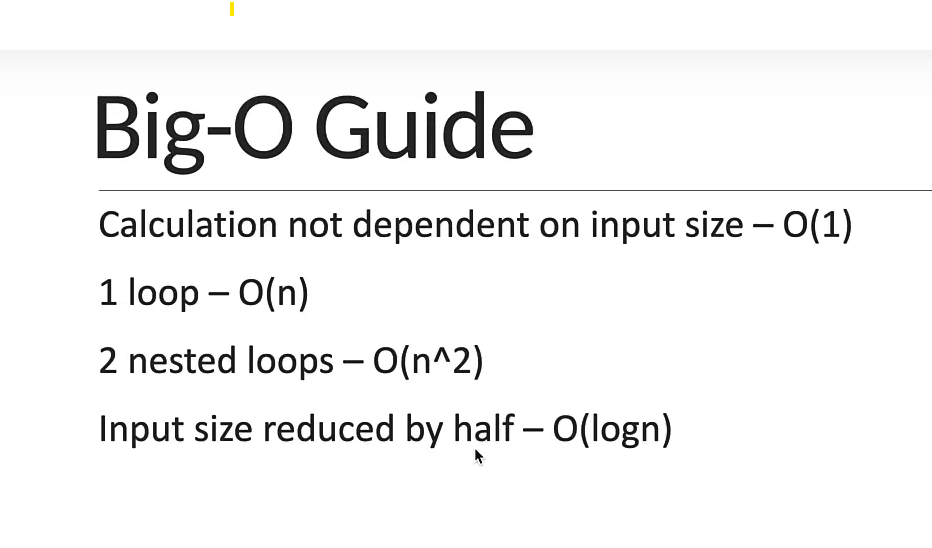 Big-O Guide
Calculation not dependent on input size – O(1)
1 loop – O(n)
2 nested loops – O(n^2)
Input size reduced by half – O(logn)